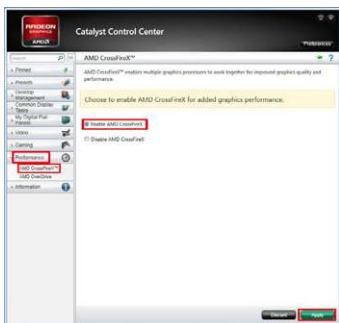 RADEON
GRAPHICS
AMD
Catalyst Control Center
Preferences
Search
Pinned
Presets
Desktop
Management
Common Display
Tasks
My Digital Flat-
Panels
Video
Gaming
Performance
AMD CrossFireX™
AMD OverDrive
Information
AMD CrossFireX™
AMD CrossFireX™ enables multiple graphics processors to work together for improved graphics quality and
performance.
Choose to enable AMD CrossFireX for added graphics performance.
Enable AMD CrossFireX
Disable AMD CrossFireX
Discard
Apply